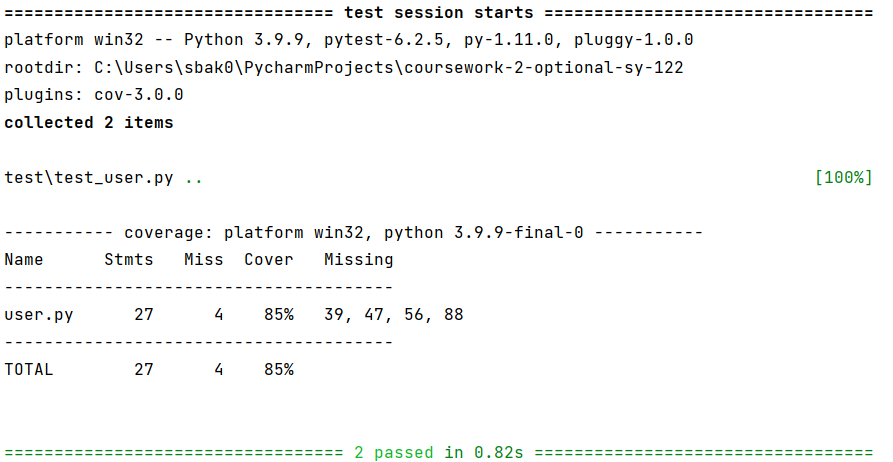 ================================= test session starts =================================
platform win32 -- Python 3.9.9, pytest-6.2.5, py-1.11.0, pluggy-1.0.0
rootdir: C:\Users\sbak0\PycharmProjects\coursework-2-optional-sy-122
plugins: cov-3.0.0
collected 2 items
test\test_user.py ..                                                             [100%]
----------- coverage: platform win32, python 3.9.9-final-0 -----------
Name      Stmts   Miss  Cover   Missing
---------------------------------------
user.py      27      4    85%   39, 47, 56, 88
---------------------------------------
TOTAL        27      4    85%
================================== 2 passed in 0.82s ==================================